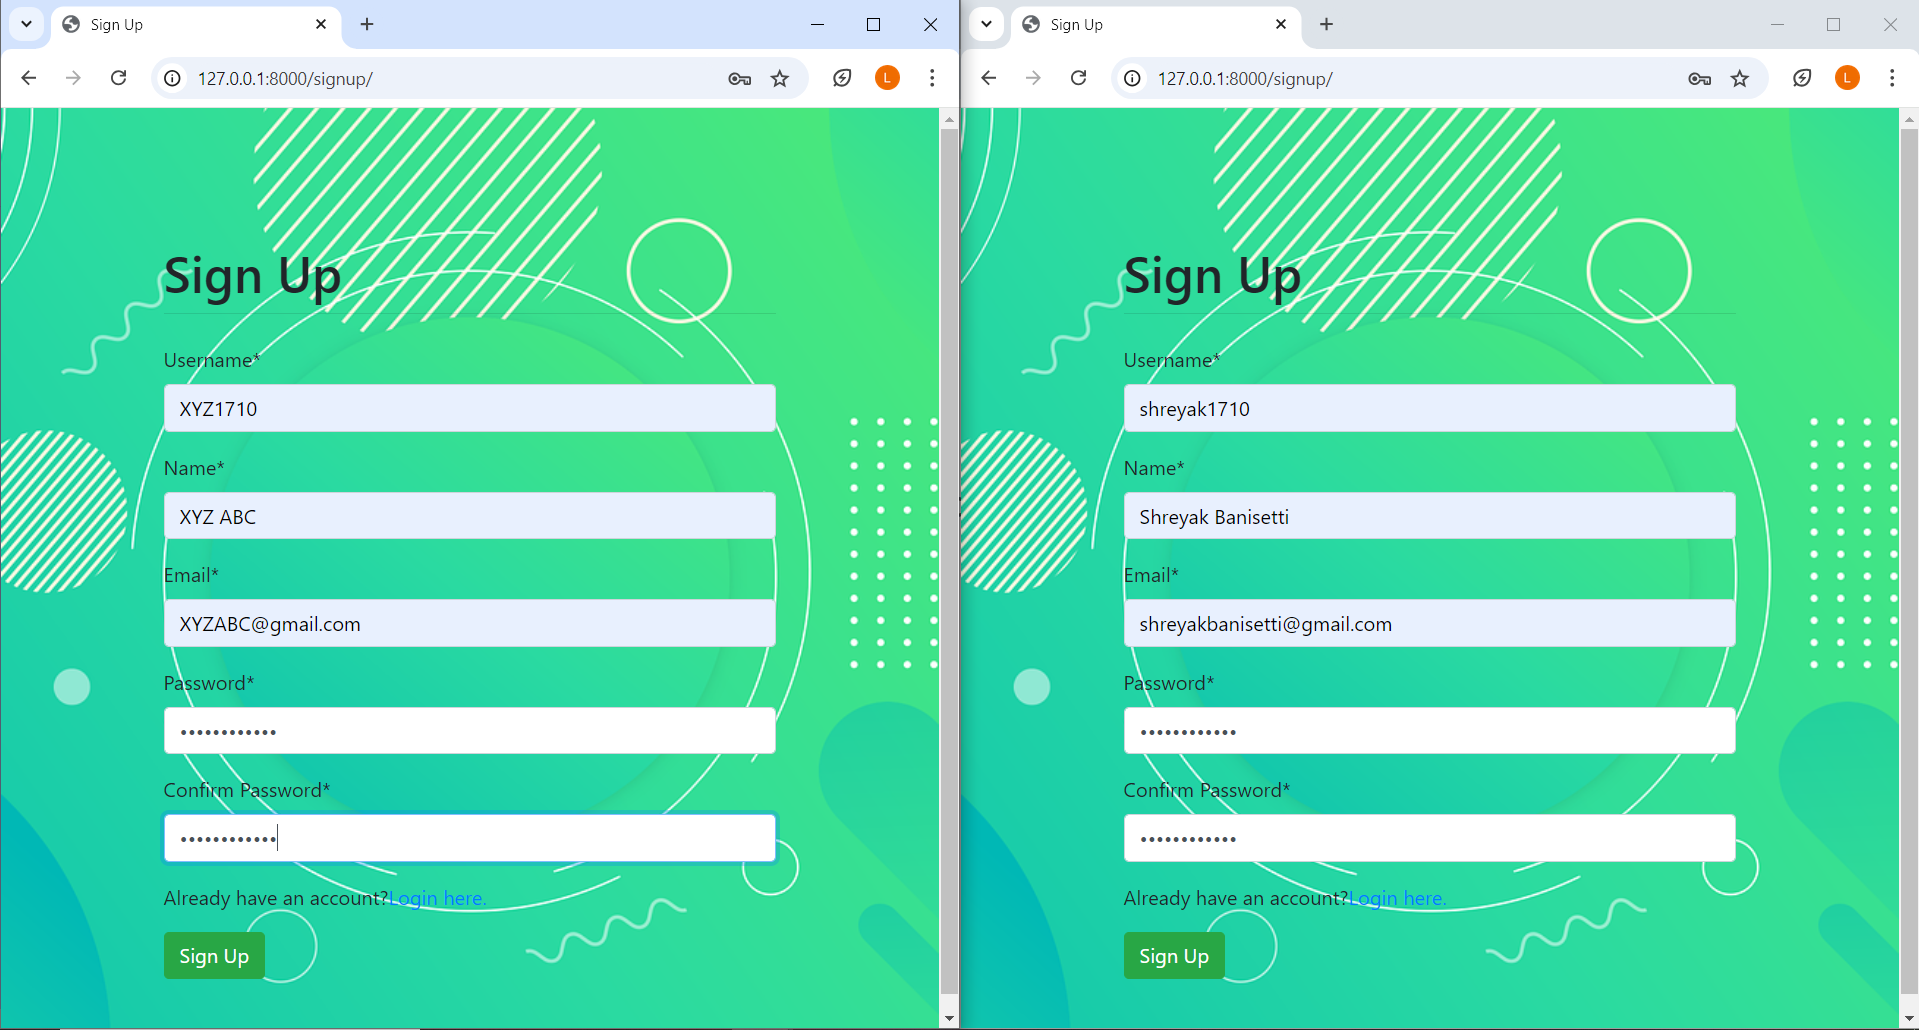 Sign Up
127.0.0.1:8000/signup/
L
Sign Up
Username*
XYZ1710
Name*
XYZ ABC
Email*
XYZABC@gmail.com
Password*
••••••••••••
Confirm Password*
••••••••••••
Already have an account?Login here.
Sign Up
Sign Up
127.0.0.1:8000/signup/
L
Sign Up
Username*
shreyak1710
Name*
Shreyak Banisetti
Email*
shreyakbanisetti@gmail.com
Password*
••••••••••••
Confirm Password*
••••••••••••
Already have an account?Login here.
Sign Up